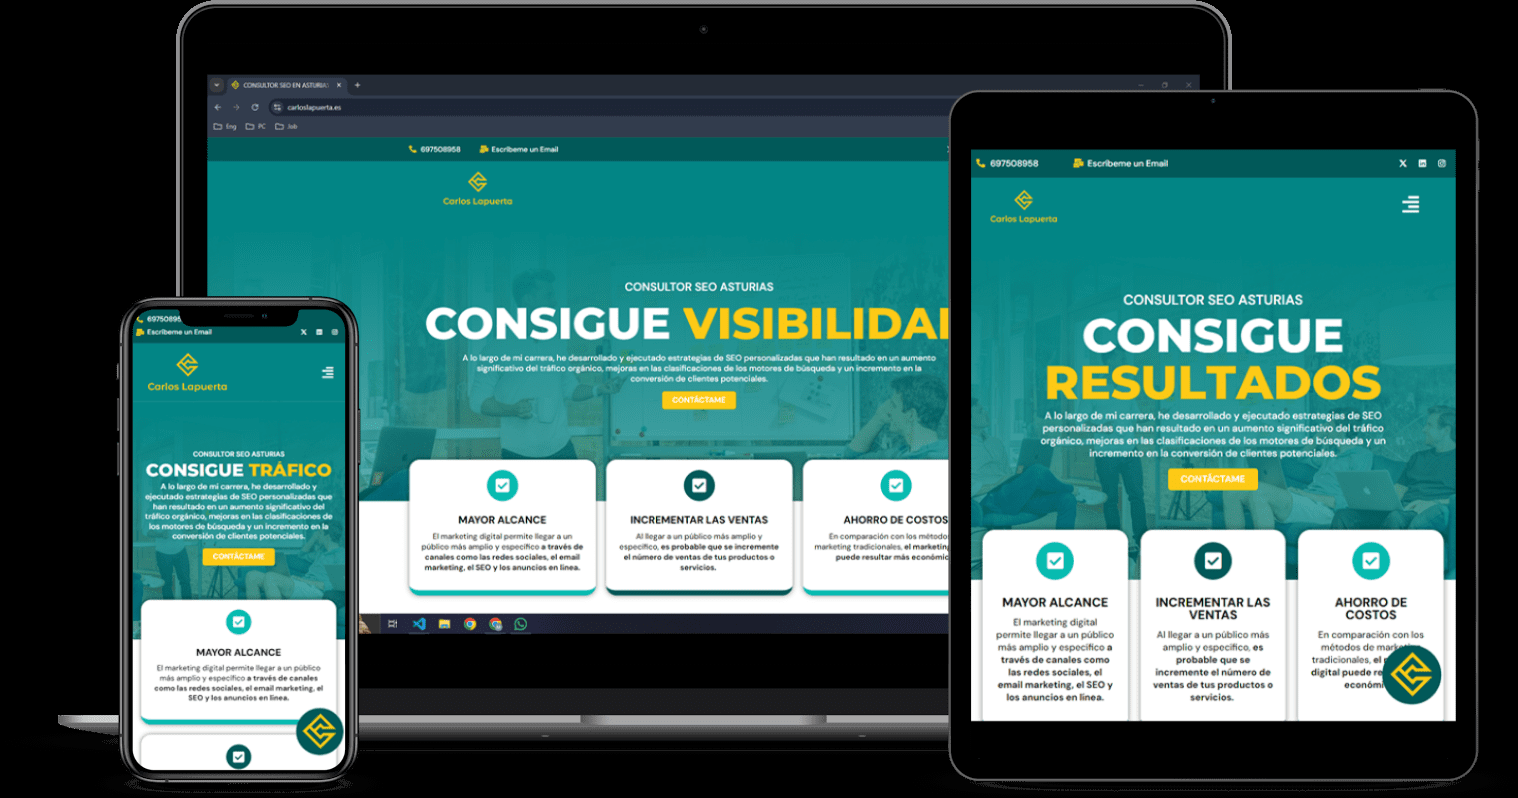 CONSULTOR SEO EN ASTURIAS
carloslapuerta.es
Eng
PC
Job
697508958
Escríbeme un Email
Carlos Lapuerta
CONSULTOR SEO ASTURIAS
CONSIGUE VISIBILIDA
A lo largo de mi carrera, he desarrollado y ejecutado estrategias de SEO personalizadas que han resultado en un aumento
significativo del tráfico orgánico, mejoras en las clasificaciones de los motores de búsqueda y un incremento en la
conversión de clientes potenciales.
CONTÁCTAME
MAYOR ALCANCE
El marketing digital permite llegar a un
público más amplio y específico a través de
canales como las redes sociales, el email
marketing, el SEO y los anuncios en línea.
INCREMENTAR LAS VENTAS
Al llegar a un público más amplio y
específico, es probable que se incremente
el número de ventas de tus productos o
servicios.
AHORRO DE COSTOS
En comparación con los métodos
marketing tradicionales, el marketing
puede resultar más económic
69750895
Escríbeme un Email
Carlos Lapuerta
CONSULTOR SEO ASTURIAS
CONSIGUE TRÁFICO
A lo largo de mi carrera, he desarrollado y
ejecutado estrategias de SEO personalizadas que
han resultado en un aumento significativo del
tráfico orgánico, mejoras en las clasificaciones de
los motores de búsqueda y un incremento en la
conversión de clientes potenciales.
CONTÁCTAME
MAYOR ALCANCE
El marketing digital permite llegar a un público
más amplio y específico a través de canales
como las redes sociales, el email marketing, el
SEO y los anuncios en línea.
697508958
Escríbeme un Email
Carlos Lapuerta
CONSULTOR SEO ASTURIAS
CONSIGUE
RESULTADOS
A lo largo de mi carrera, he desarrollado y ejecutado estrategias de SEO
personalizadas que han resultado en un aumento significativo del tráfico
orgánico, mejoras en las clasificaciones de los motores de búsqueda y un
incremento en la conversión de clientes potenciales.
CONTÁCTAME
MAYOR ALCANCE
El marketing digital
permite llegar a un público
más amplio y específico a
través de canales como
las redes sociales, el
email marketing, el SEO y
los anuncios en línea.
INCREMENTAR LAS
VENTAS
Al llegar a un público más
amplio y específico, es
probable que se
incremente el número de
ventas de tus productos o
servicios.
AHORRO DE
COSTOS
En comparación con los
métodos de marke
tradicionales, el
digital puede re
económi